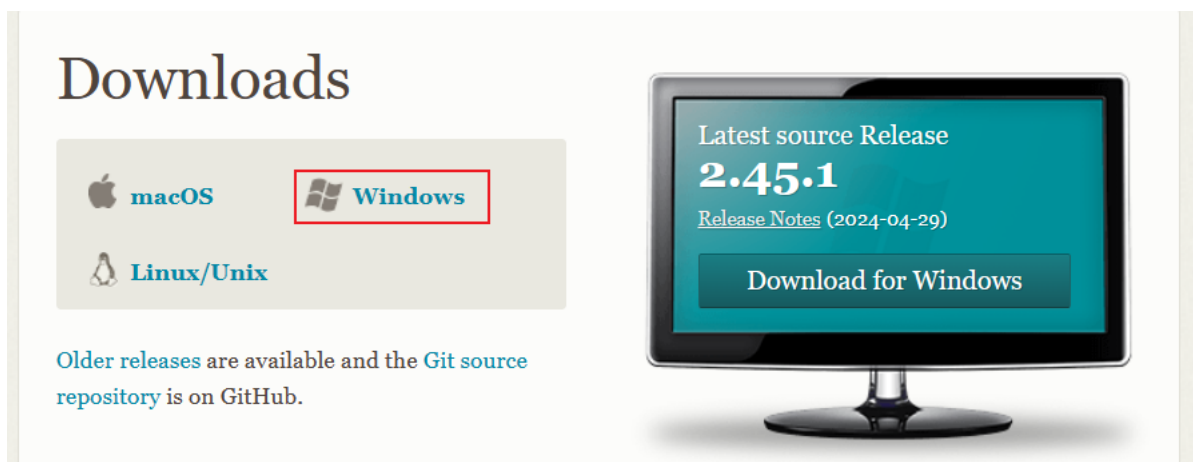 Downloads
macOS
Windows
Linux/Unix
Older releases are available and the Git source
repository is on GitHub.
Latest source Release
2.45.1
Release Notes (2024-04-29)
Download for Windows